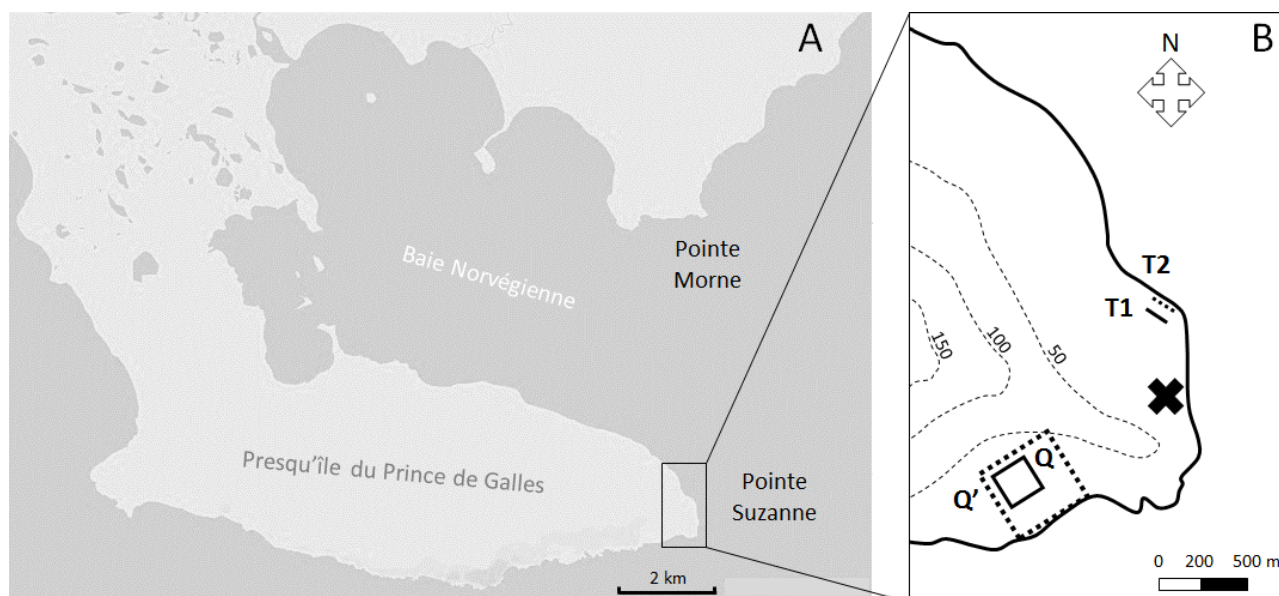 A
Baie Norvégienne
Pointe
Morne
Presqu'île du Prince de Galles
Pointe
Suzanne
2 km
B
N
T2
T1
150
100
50
Q
Q'
0 200 500 m